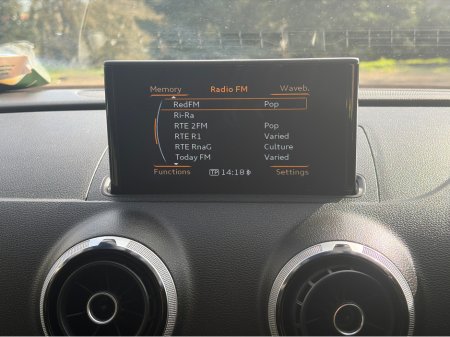 Memory Radio FM Waveb.
RedFM Pop
Ri-Ra
RTE 2FM Pop
RTE R1 Varied
RTE RnaG Culture
Today FM Varied
Functions TP 14:18 Settings